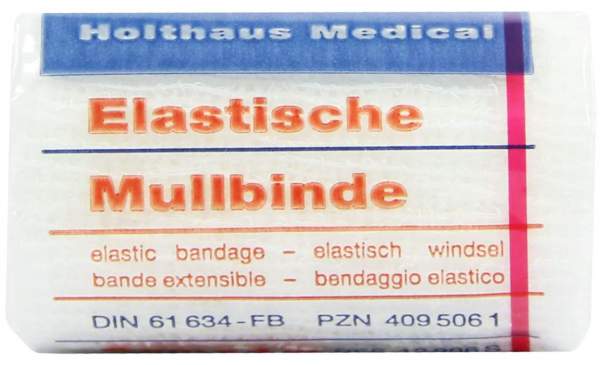 Holthaus Medical
Elastische
Mullbinde
elastic bandage – elastisch windsel
bande extensible – bendaggio elastico
DIN 61 634-FB PZN 409 506 1